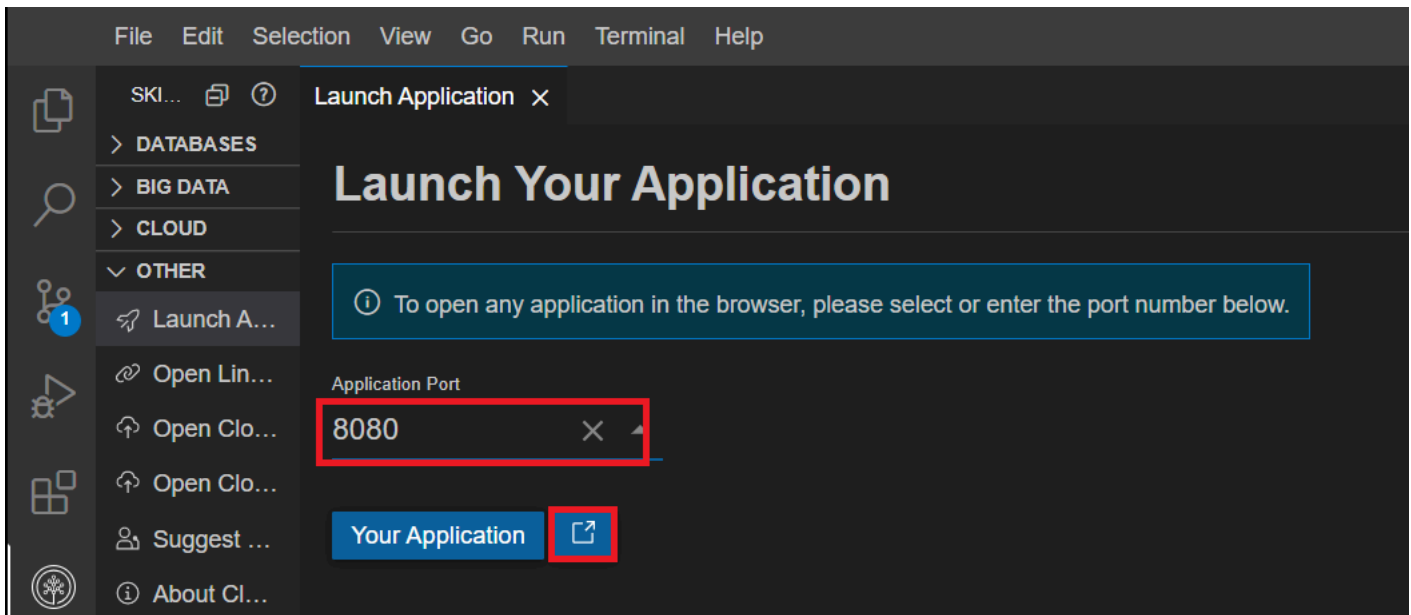 File Edit Selection View Go Run Terminal Help
SKI...
Launch Application
DATABASES
BIG DATA
CLOUD
OTHER
Launch A...
Open Lin...
Open Clo...
Open Clo...
Suggest ...
About Cl...
1
Launch Your Application
To open any application in the browser, please select or enter the port number below.
Application Port
8080
Your Application